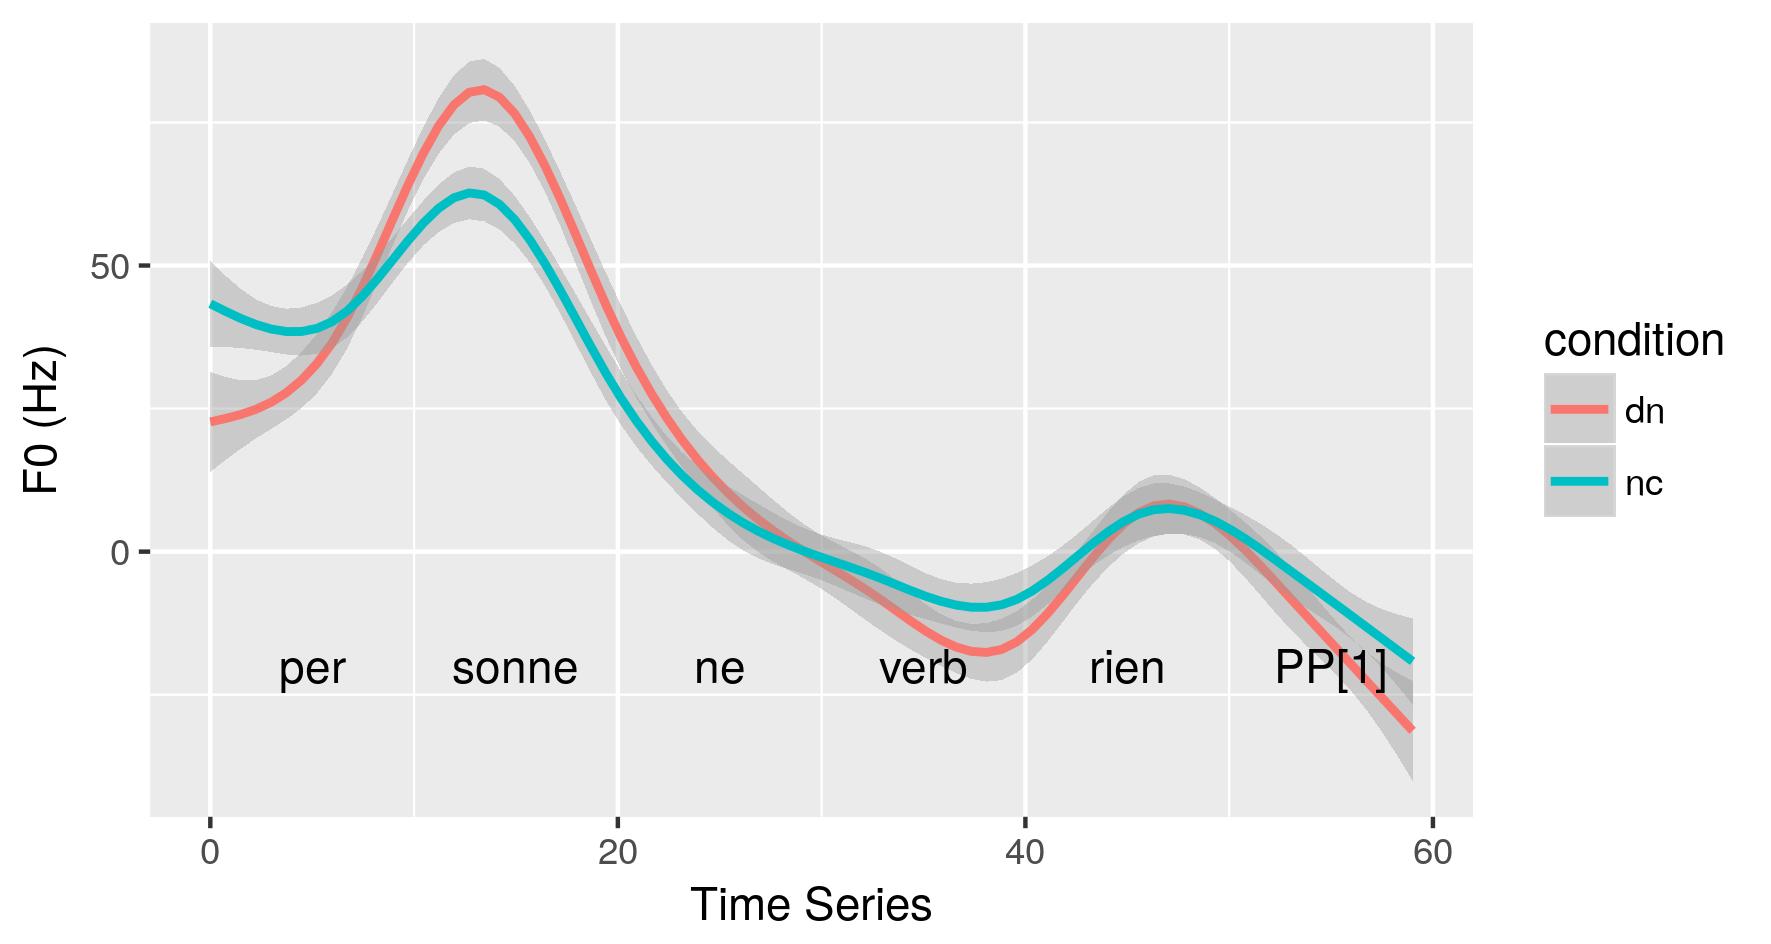 F0 (Hz)
50
0
per sonne ne verb rien PP[1]
0 20 40 60
Time Series
condition
dn
nc